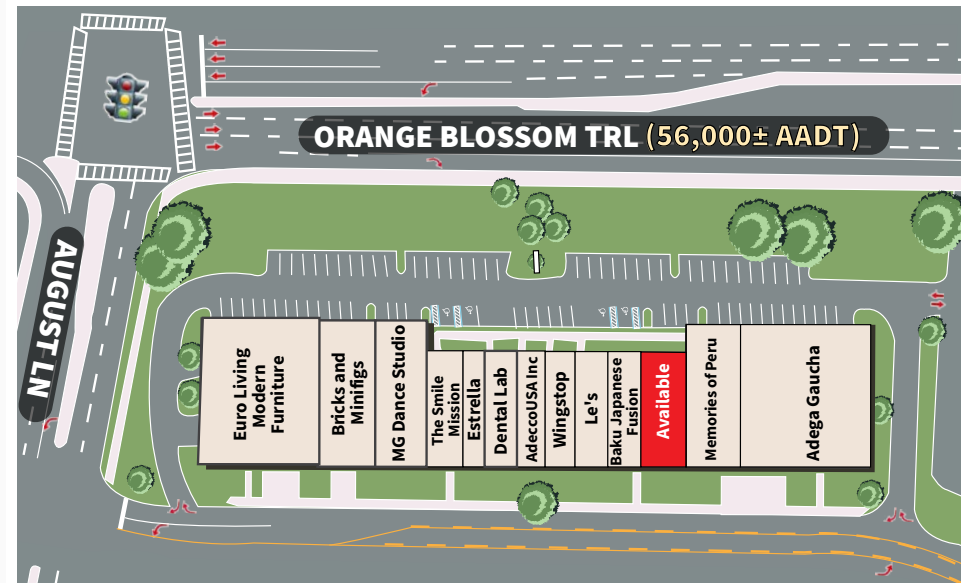 ORANGE BLOSSOM TRL (56,000± AADT)
AUGUST LN
Euro Living
Modern
Furniture
Bricks and
Minifigs
MG Dance Studio
The Smile
Mission
Estrella
Dental Lab
AdeccoUSA Inc
Wingstop
Le's
Baku Japanese
Fusion
Available
Memories of Peru
Adega Gaucha